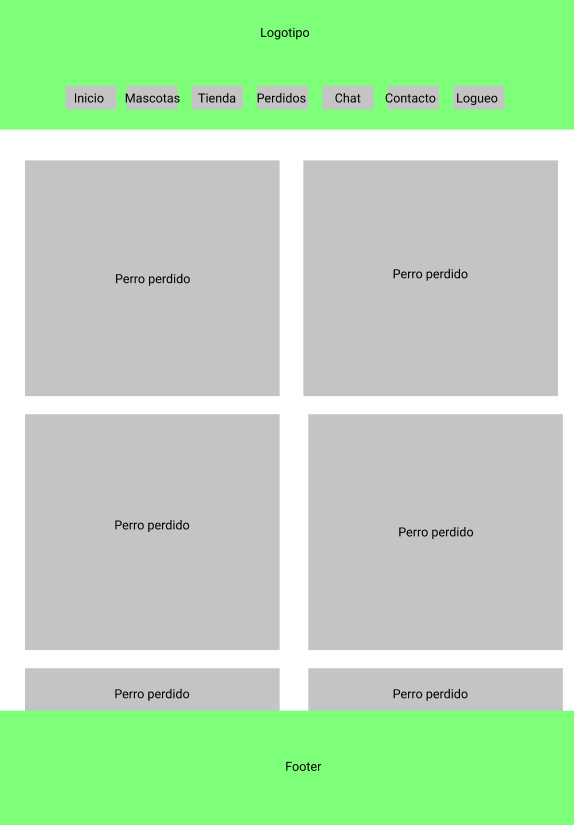 Logotipo
Inicio Mascotas Tienda Perdidos Chat Contacto Logueo
Perro perdido Perro perdido
Perro perdido Perro perdido
Perro perdido Perro perdido
Footer